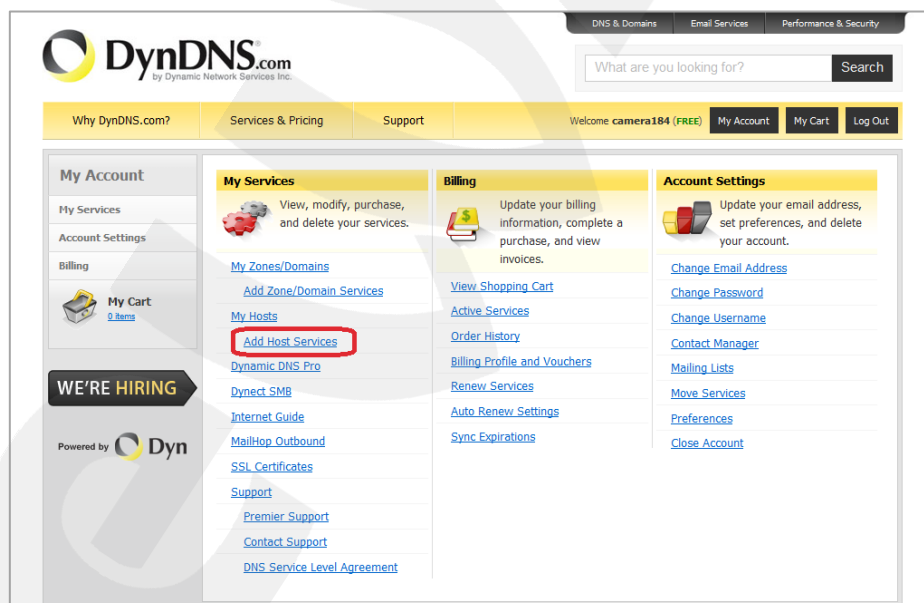 DNS & Domains Email Services Performance & Security
DynDNS.com
by Dynamic Network Services Inc.
What are you looking for? Search
Why DynDNS.com? Services & Pricing Support Welcome camera184 (FREE) My Account My Cart Log Out
My Account
My Services
Account Settings
Billing
My Cart
0 items
WE'RE HIRING
Powered by Dyn
My Services
View, modify, purchase,
and delete your services.
My Zones/Domains
Add Zone/Domain Services
My Hosts
Add Host Services
Dynamic DNS Pro
Dynect SMB
Internet Guide
MailHop Outbound
SSL Certificates
Support
Premier Support
Contact Support
DNS Service Level Agreement
Billing
Update your billing
information, complete a
purchase, and view
invoices.
View Shopping Cart
Active Services
Order History
Billing Profile and Vouchers
Renew Services
Auto Renew Settings
Sync Expirations
Account Settings
Update your email address,
set preferences, and delete
your account.
Change Email Address
Change Password
Change Username
Contact Manager
Mailing Lists
Move Services
Preferences
Close Account